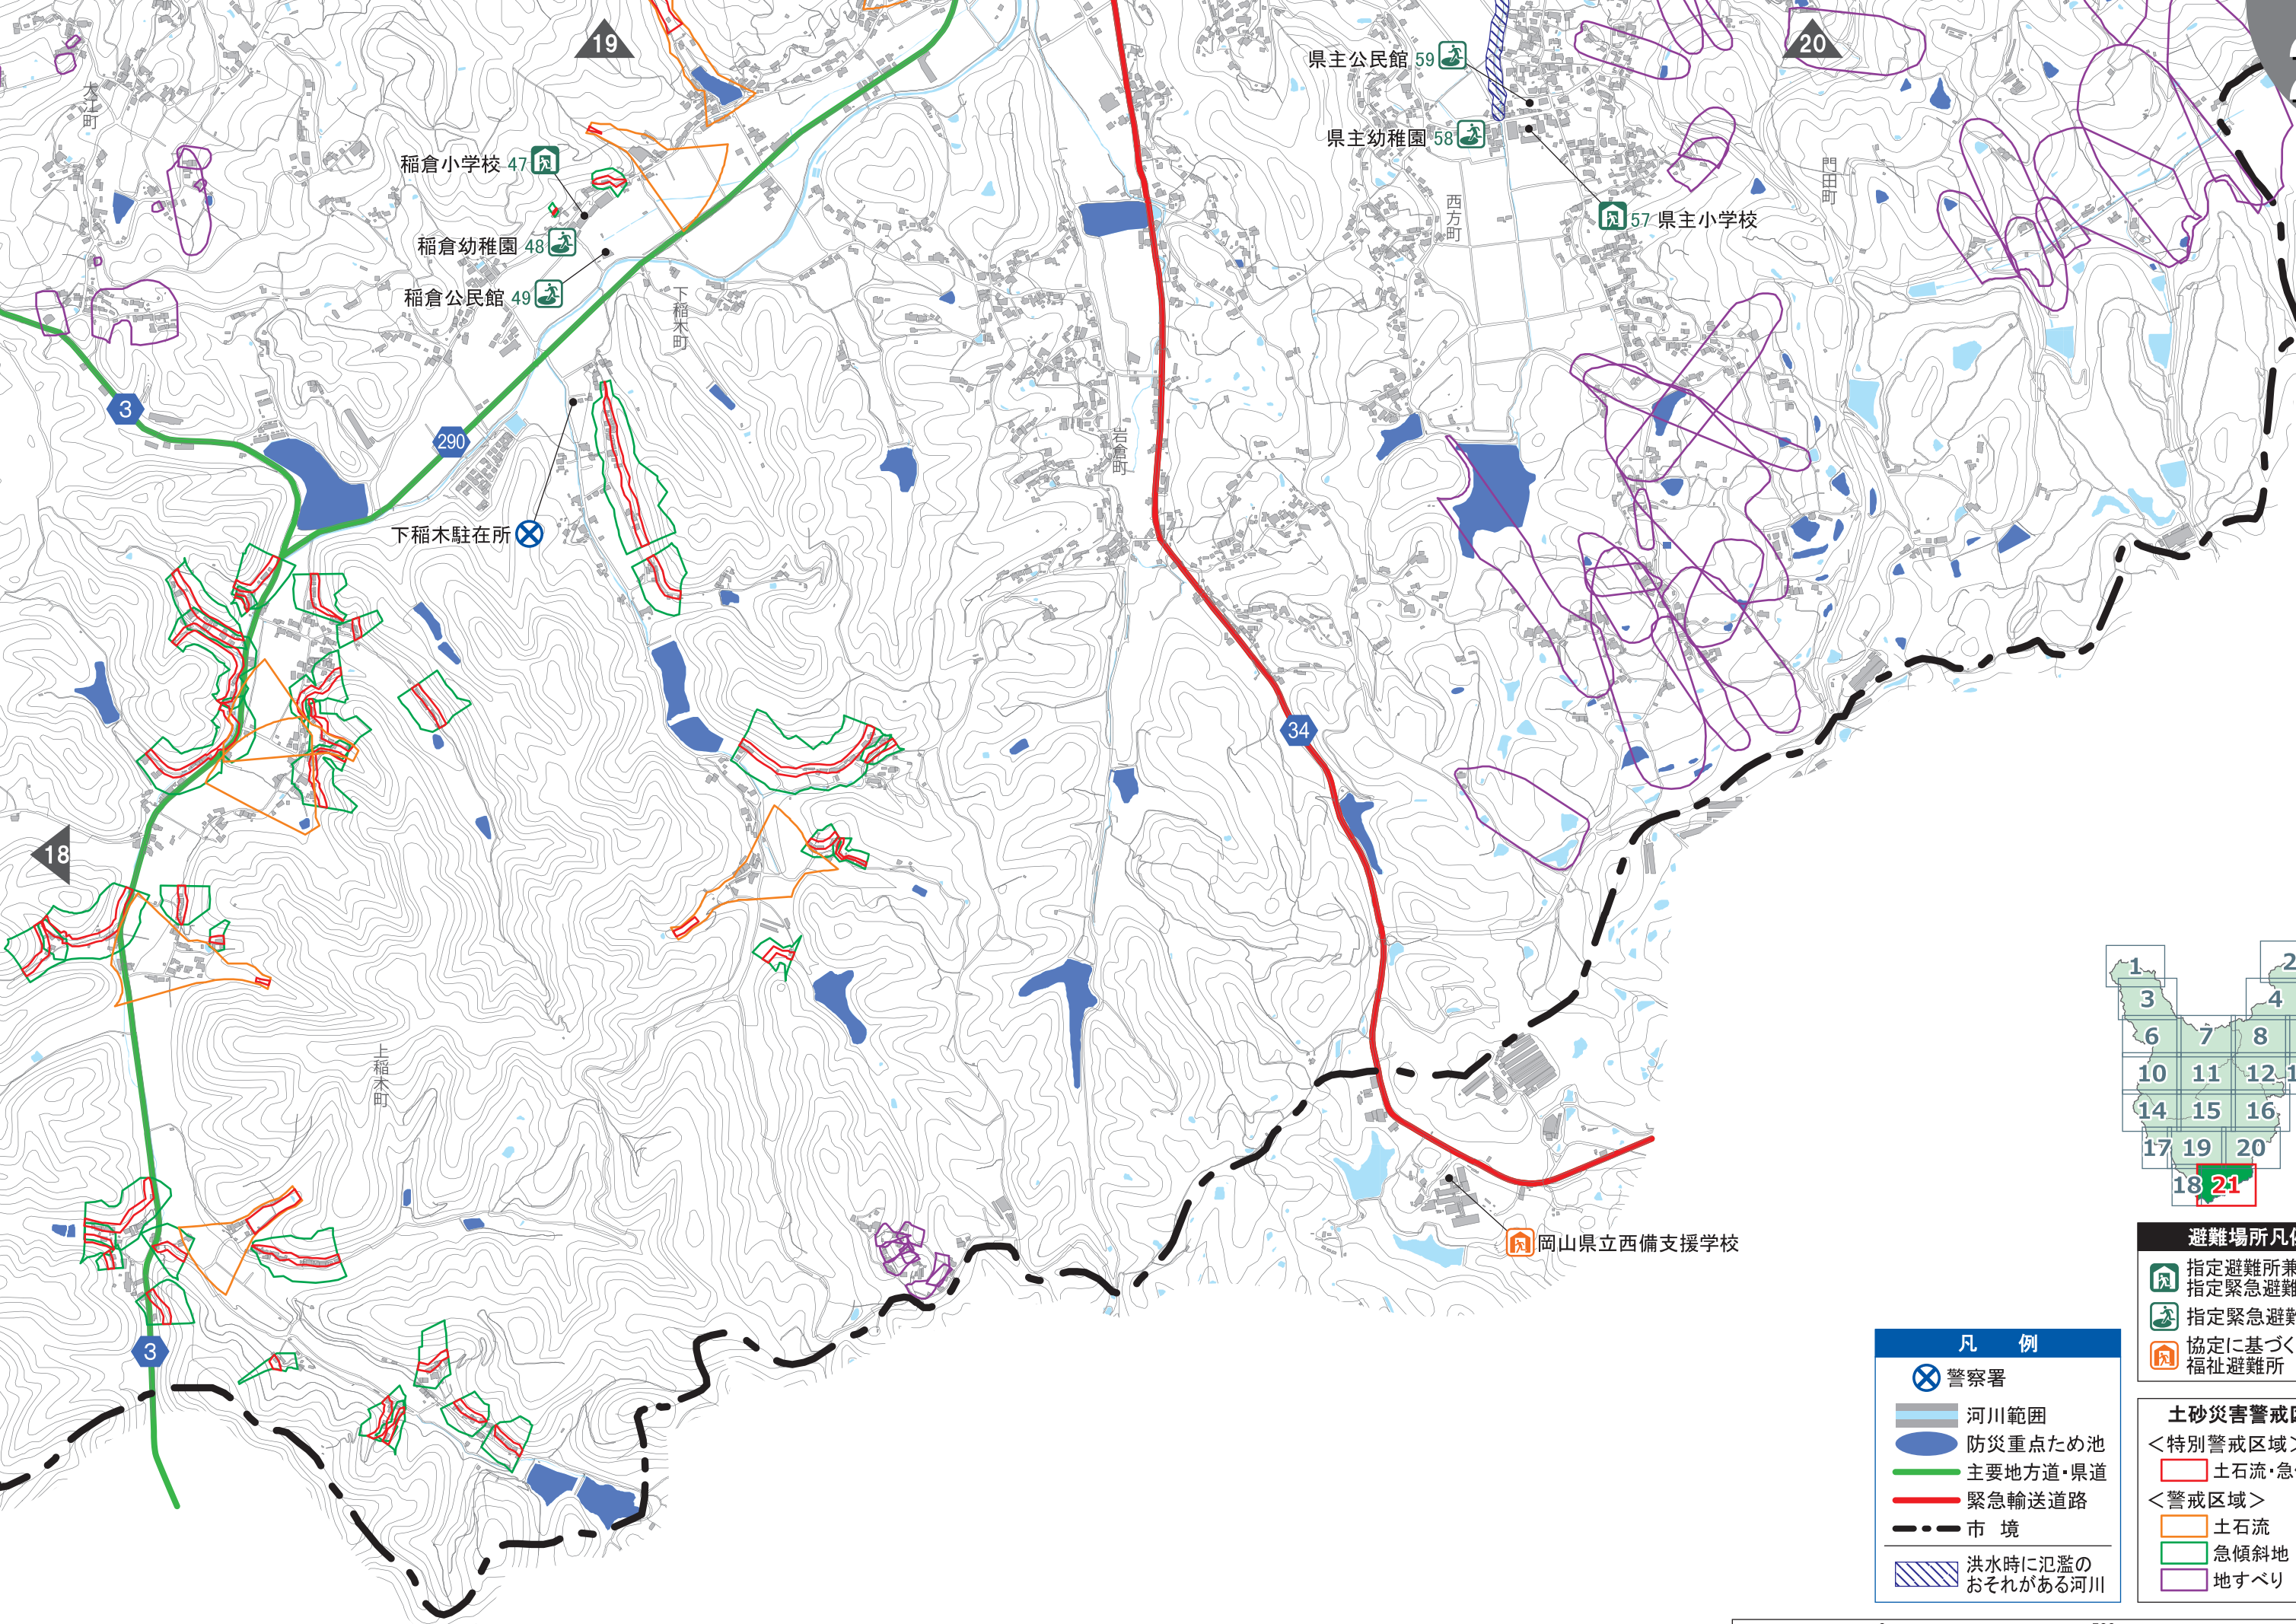 19
20
県主公民館 59
県主幼稚園 58
57 県主小学校
大江町
稲倉小学校 47
稲倉幼稚園 48
稲倉公民館 49
下稲木町
西方町
門田町
3
290
岩倉町
下稲木駐在所
34
18
上稲木町
3
岡山県立西備支援学校
1
2
3
4
6
7
8
10
11
12
1
14
15
16
17
19
20
18
21
避難場所凡
指定避難所兼
指定緊急避難
指定緊急避難
協定に基づく
福祉避難所
凡 例
警察署
河川範囲
防災重点ため池
主要地方道・県道
緊急輸送道路
市 境
洪水時に氾濫の
おそれがある河川
土砂災害警戒区
＜特別警戒区域＞
土石流・急
＜警戒区域＞
土石流
急傾斜地
地すべり